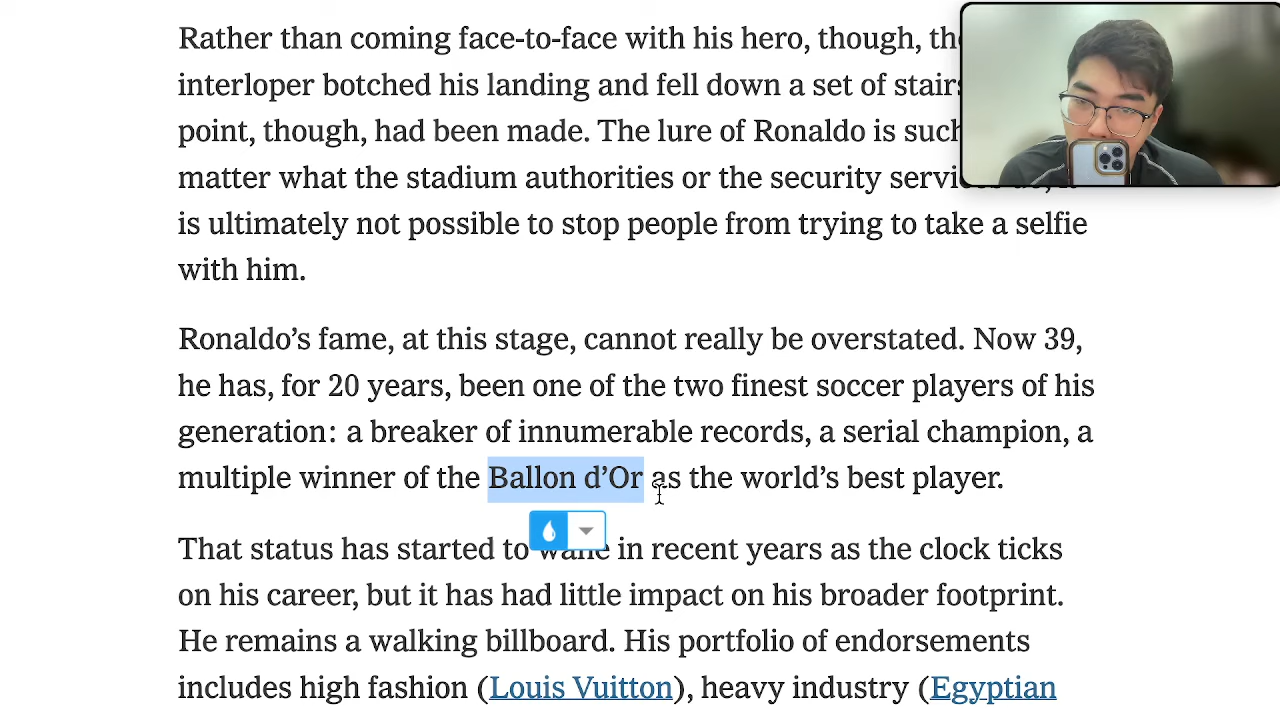 Rather than coming face-to-face with his hero, though,
interloper botched his landing and fell down a set of
point, though, had been made. The lure of Ronaldo is
matter what the stadium authorities or the security
is ultimately not possible to stop people from trying to take a selfie
with him.
Ronaldo’s fame, at this stage, cannot really be overstated. Now 39,
he has, for 20 years, been one of the two finest soccer players of his
generation: a breaker of innumerable records, a serial champion, a
multiple winner of the Ballon d’Or as the world’s best player.
That status has started to wane in recent years as the clock ticks
on his career, but it has had little impact on his broader footprint.
He remains a walking billboard. His portfolio of endorsements
includes high fashion (Louis Vuitton), heavy industry (Egyptian